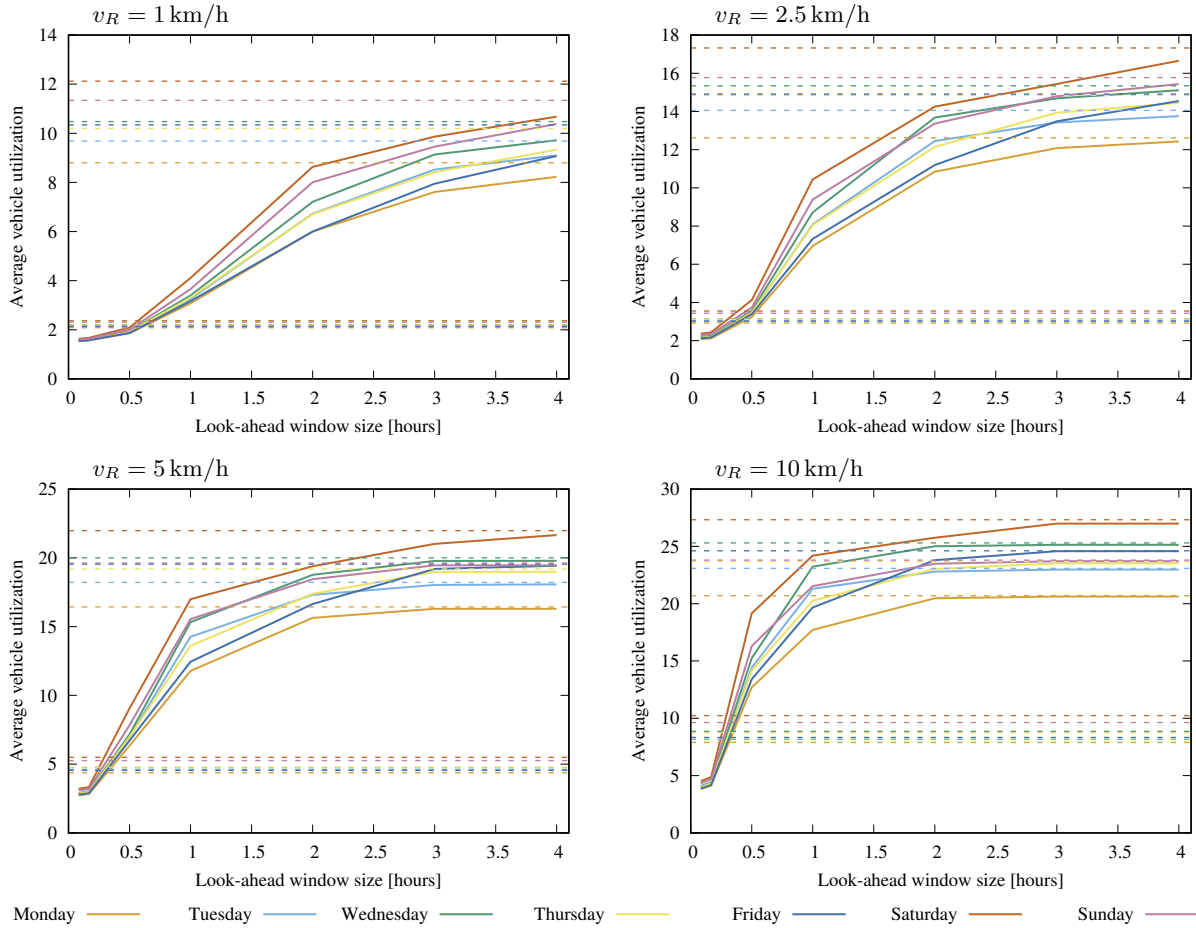 v_R = 1 km/h
14
12
10
8
6
4
2
0
Average vehicle utilization
0 0.5 1 1.5 2 2.5 3 3.5 4
Look-ahead window size [hours]
v_R = 2.5 km/h
18
16
14
12
10
8
6
4
2
0
Average vehicle utilization
0 0.5 1 1.5 2 2.5 3 3.5 4
Look-ahead window size [hours]
v_R = 5 km/h
25
20
15
10
5
0
Average vehicle utilization
0 0.5 1 1.5 2 2.5 3 3.5 4
Look-ahead window size [hours]
v_R = 10 km/h
30
25
20
15
10
5
0
Average vehicle utilization
0 0.5 1 1.5 2 2.5 3 3.5 4
Look-ahead window size [hours]
Monday Tuesday Wednesday Thursday Friday Saturday Sunday